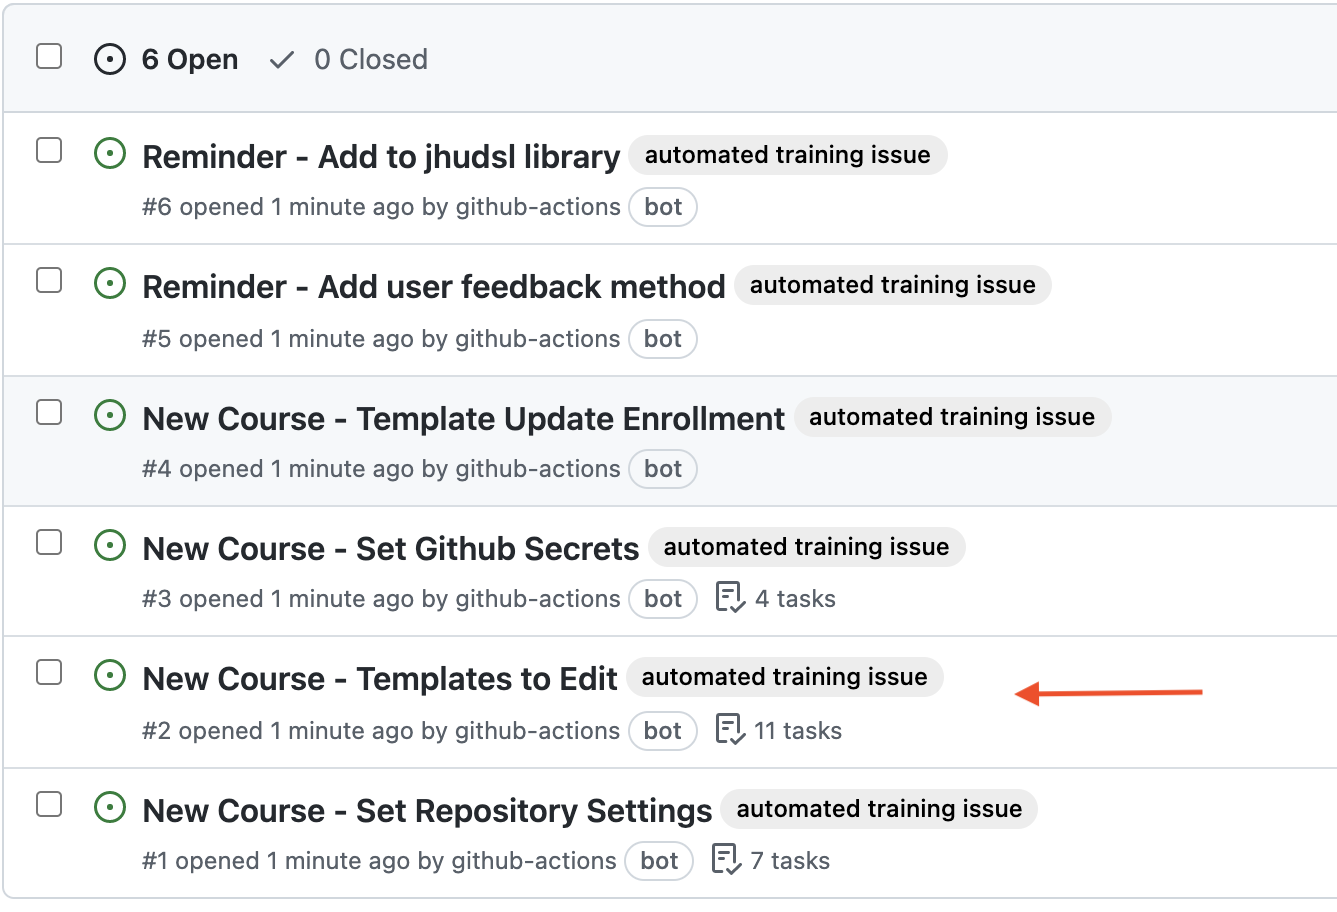 6 Open 0 Closed
Reminder - Add to jhudsl library automated training issue
#6 opened 1 minute ago by github-actions bot
Reminder - Add user feedback method automated training issue
#5 opened 1 minute ago by github-actions bot
New Course - Template Update Enrollment automated training issue
#4 opened 1 minute ago by github-actions bot
New Course - Set Github Secrets automated training issue
#3 opened 1 minute ago by github-actions bot 4 tasks
New Course - Templates to Edit automated training issue
#2 opened 1 minute ago by github-actions bot 11 tasks
New Course - Set Repository Settings automated training issue
#1 opened 1 minute ago by github-actions bot 7 tasks